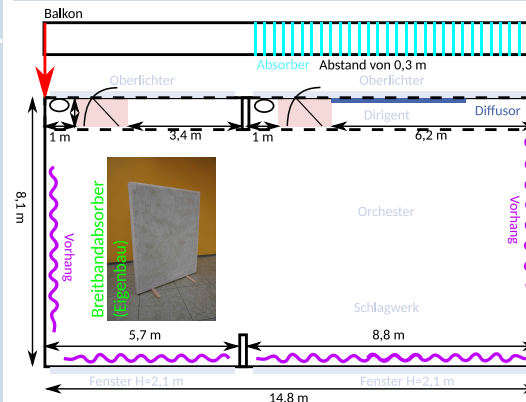 Balkon
Absorber Abstand von 0,3 m
Oberlichter Oberlichter
Dirigent Diffusor
1 m 3,4 m 1 m 6,2 m
8,1 m
Vorhang
Breitbandabsorber
(Eigenbau)
Orchester
Vorhang
Schlagwerk
5,7 m 8,8 m
Fenster H=2,1 m Fenster H=2,1 m
14,8 m